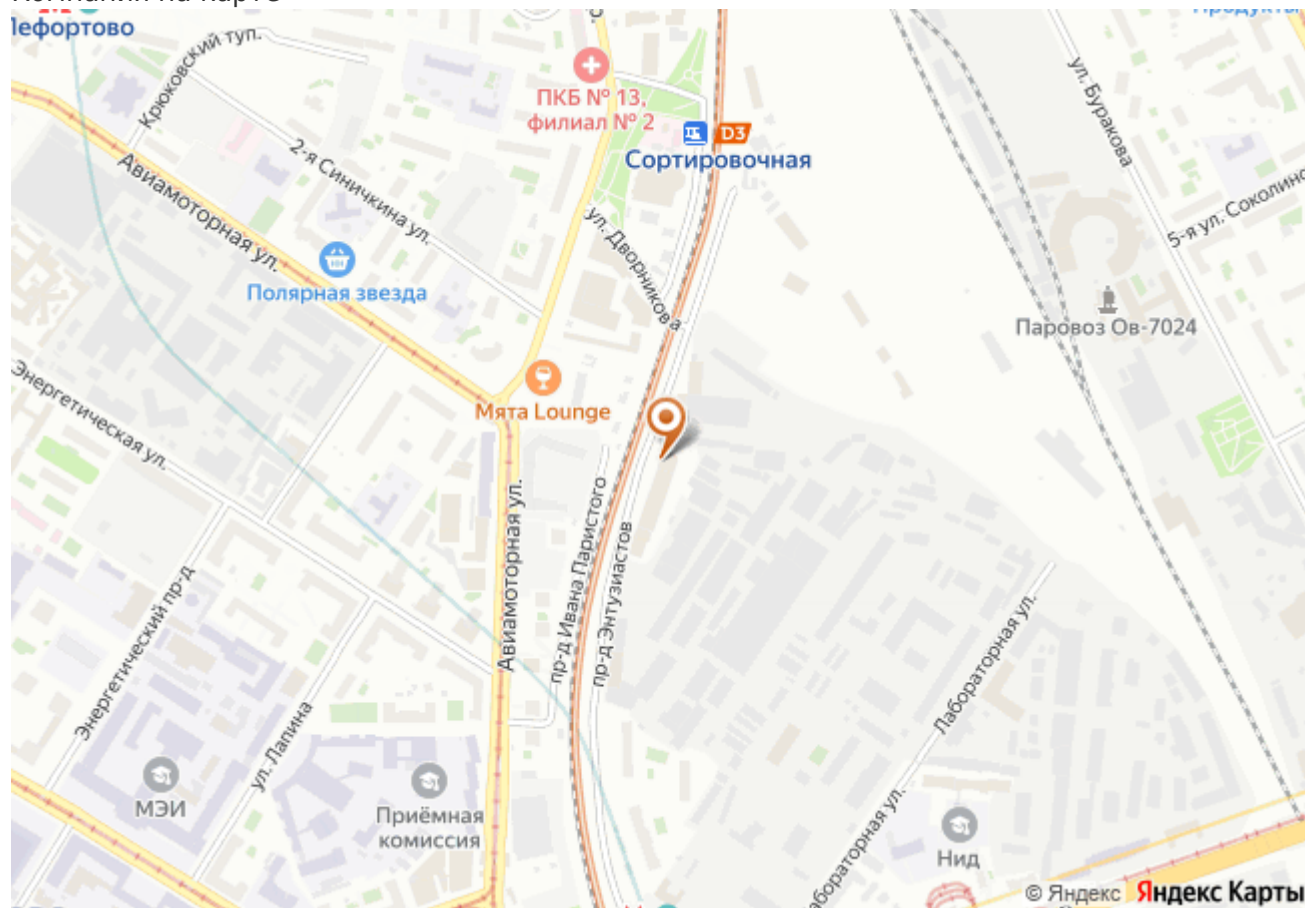 Лефортово
Крюковский туп.
ПКБ № 13,
филиал № 2
D3
Сортировочная
ул. Буракова
5-я ул. Соколино
2-я Синичкина ул.
Авиамоторная ул.
ул. Дворникова
Полярная звезда
Паровоз Ов-7024
Мята Lounge
Энергетическая ул.
Авиамоторная ул.
пр-д Ивана Паристого
пр-д Энтузиастов
Энергетический пр-д
ул. Лапина
Лабораторная ул.
МЭИ
Приёмная
комиссия
абораторная ул.
Нид
© Яндекс Яндекс Карты